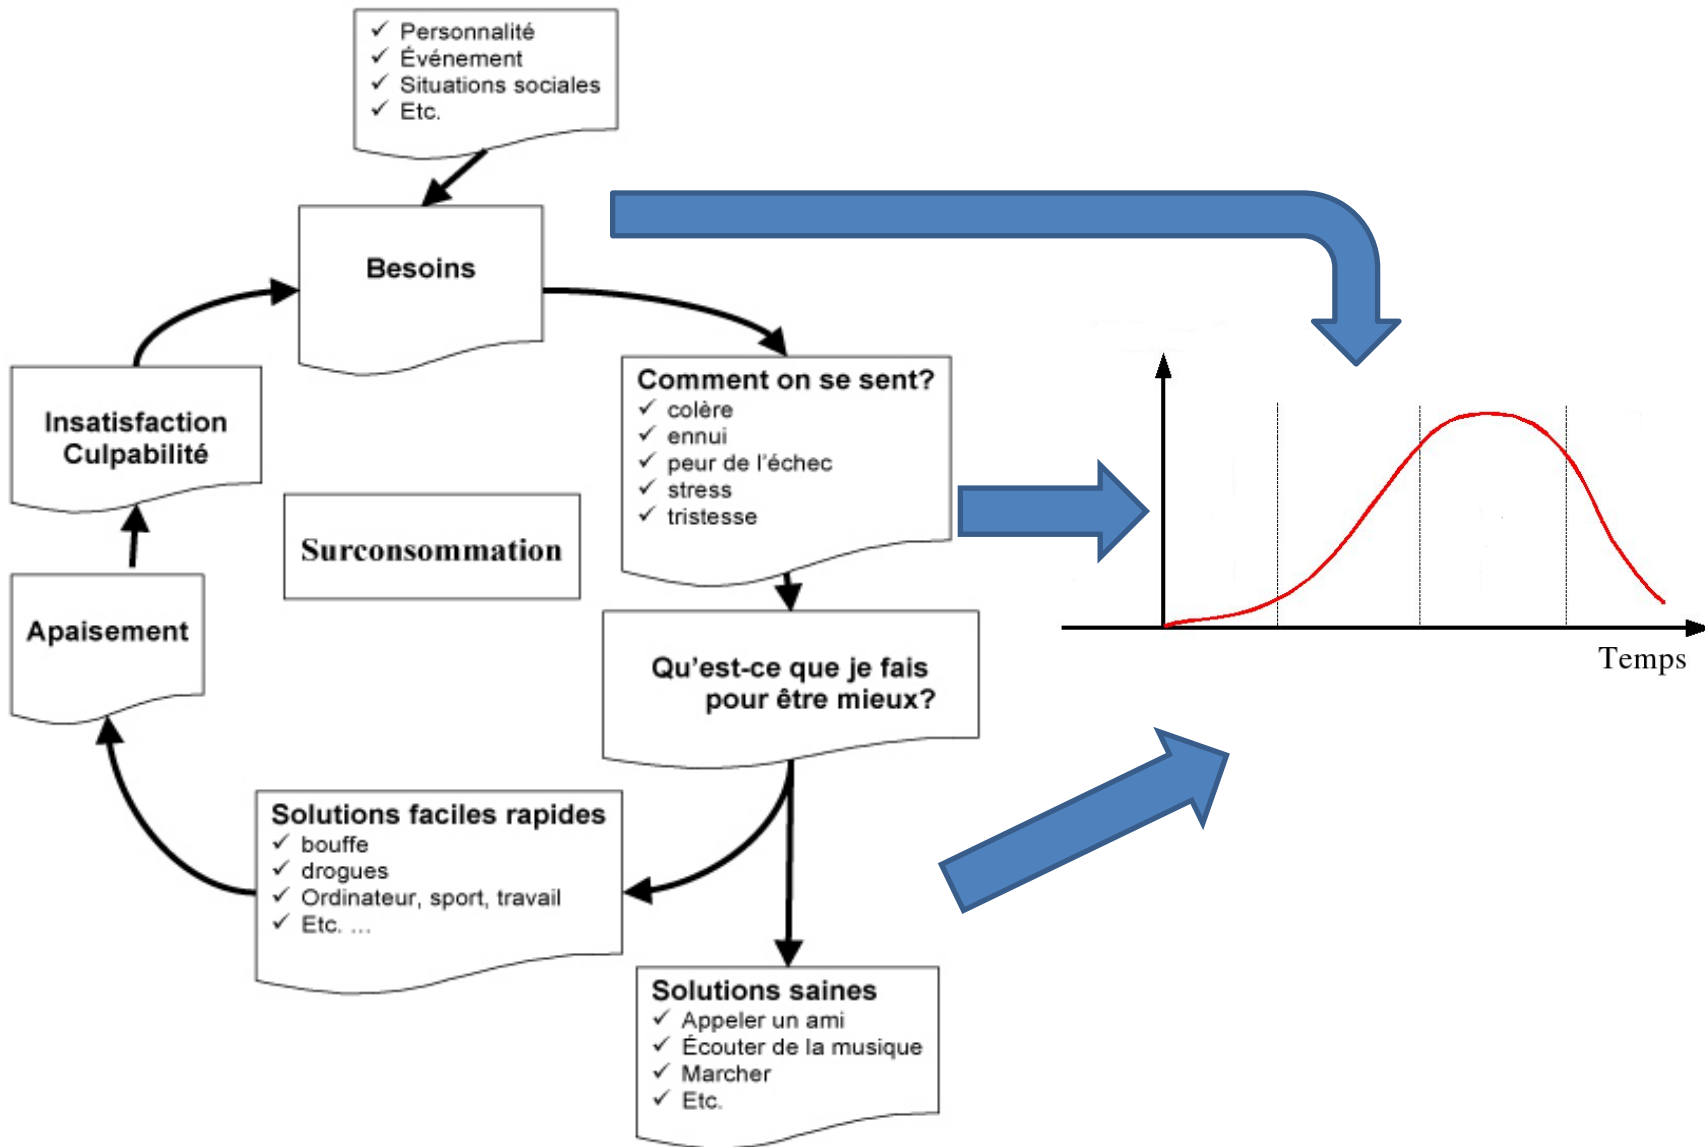 Personnalité
Événement
Situations sociales
Etc.
Besoins
Comment on se sent?
colère
ennui
peur de l'échec
stress
tristesse
Insatisfaction
Culpabilité
Surconsommation
Apaisement
Qu'est-ce que je fais
pour être mieux?
Temps
Solutions faciles rapides
bouffe
drogues
Ordinateur, sport, travail
Etc. ...
Solutions saines
Appeler un ami
Écouter de la musique
Marcher
Etc.